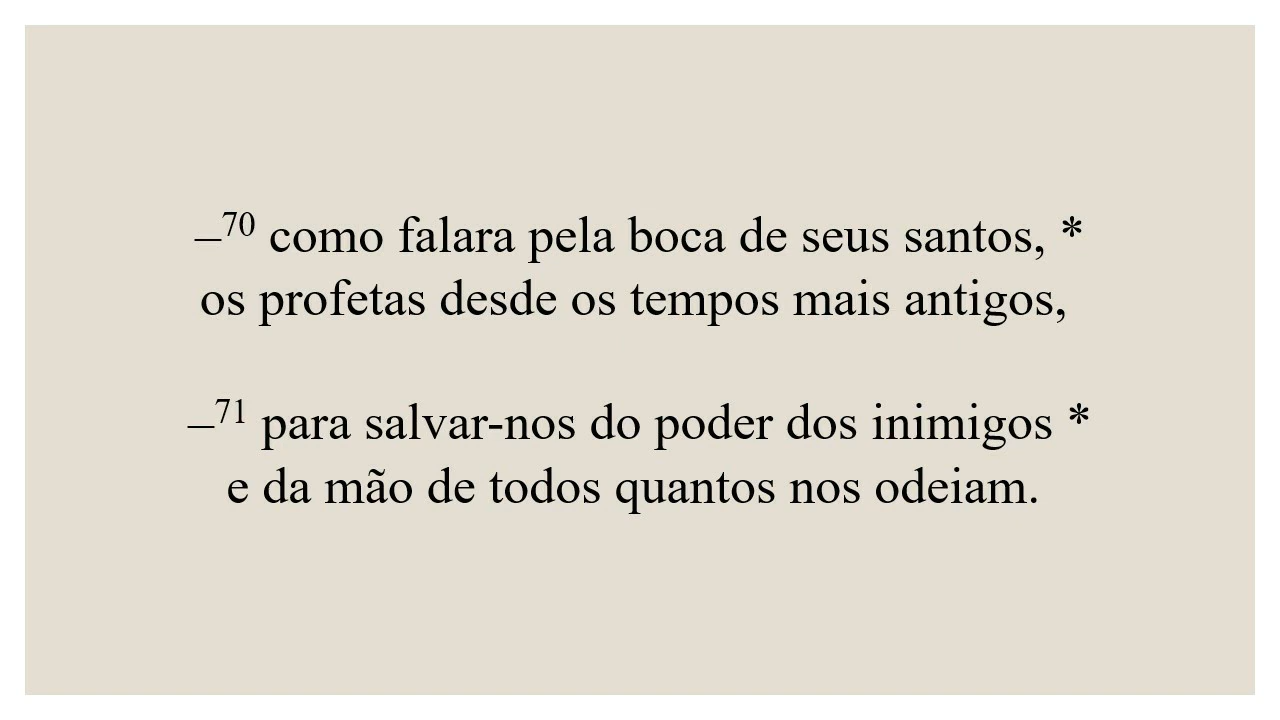 –70 como falara pela boca de seus santos, *
os profetas desde os tempos mais antigos,
–71 para salvar-nos do poder dos inimigos *
e da mão de todos quantos nos odeiam.